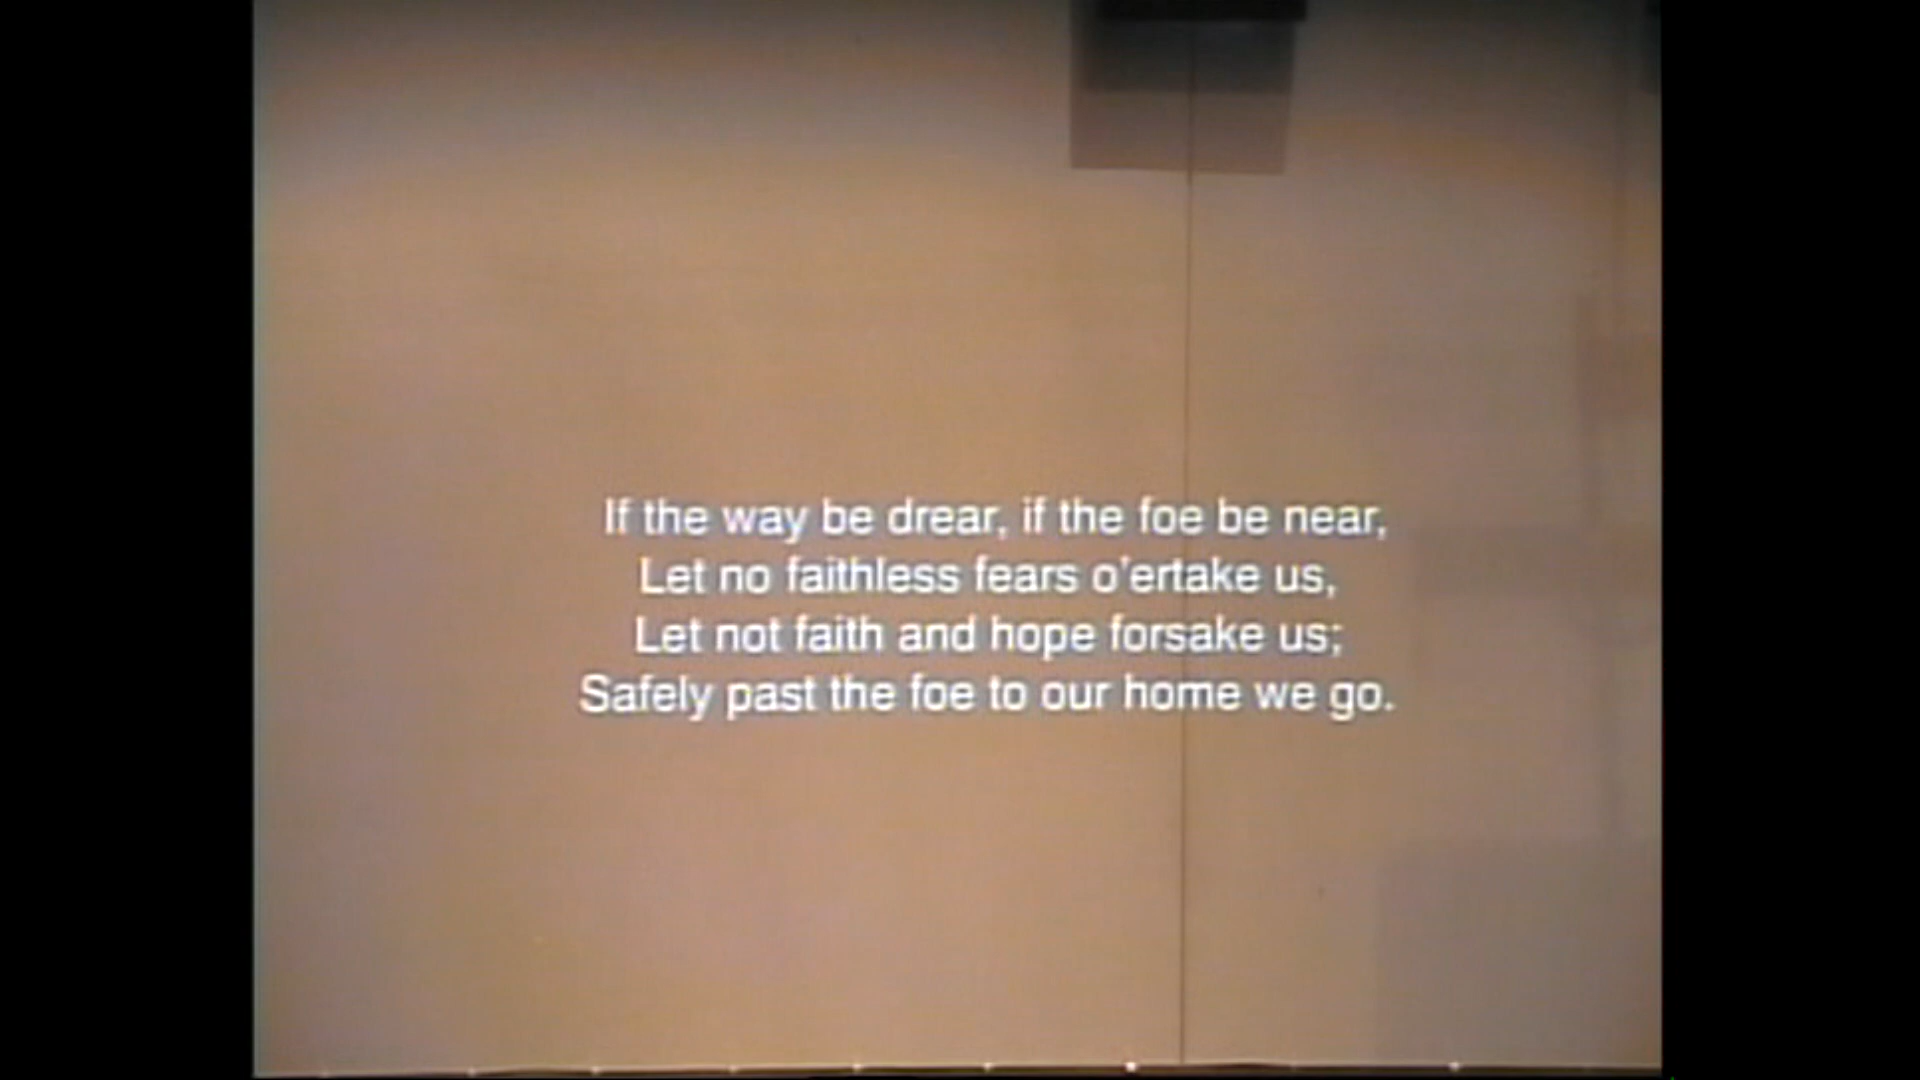 If the way be drear, if the foe be near,
Let no faithless fears o'ertake us,
Let not faith and hope forsake us;
Safely past the foe to our home we go.